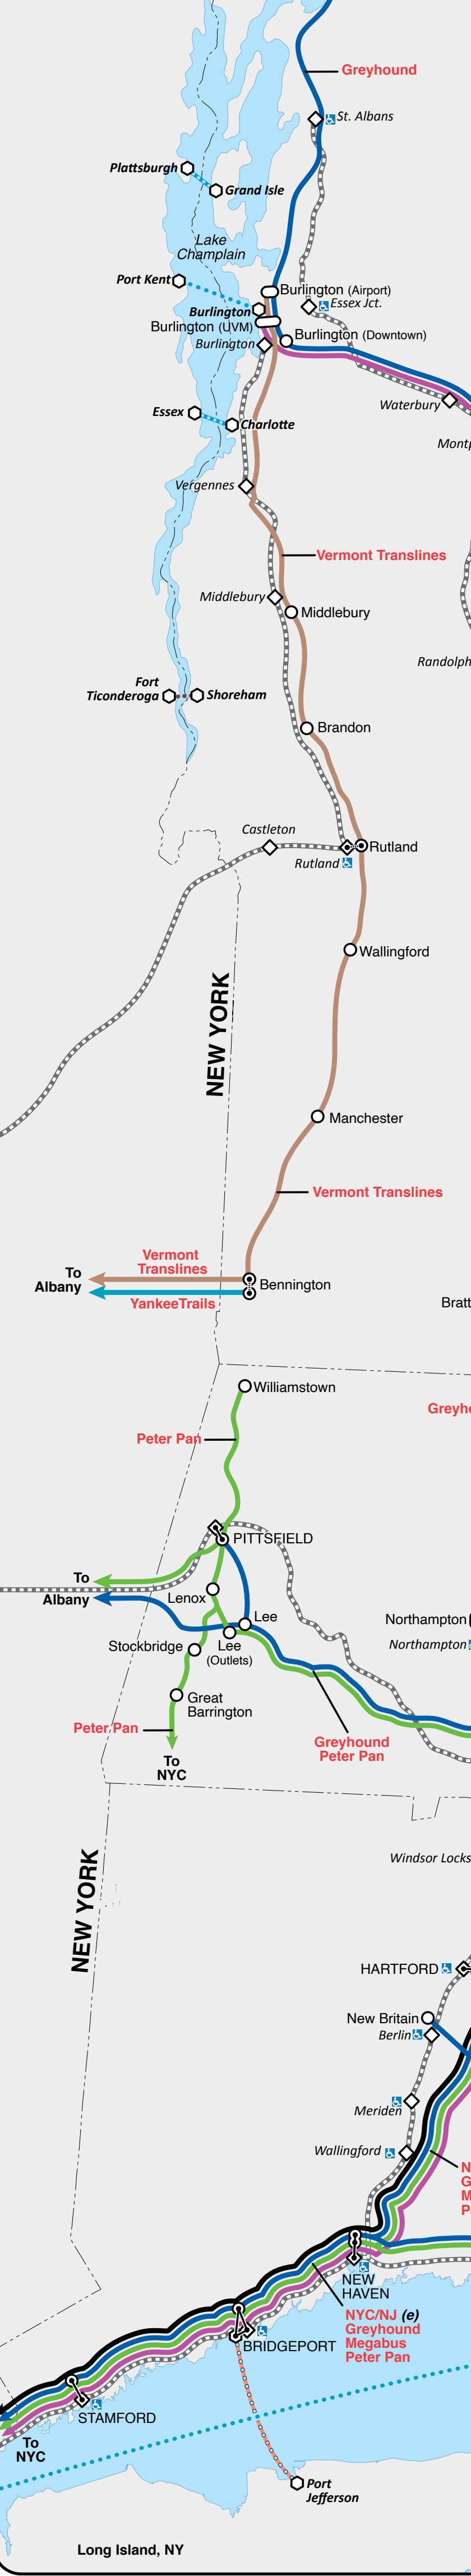 Greyhound
St. Albans
Plattsburgh
Grand Isle
Lake
Champlain
Port Kent
Burlington (Airport)
Essex Jct.
Burlington
Burlington (UVM)
Burlington (Downtown)
Burlington
Waterbury
Essex
Charlotte
Montp
Vergennes
Vermont Translines
Middlebury
Middlebury
Randolph
Fort
Ticonderoga
Shoreham
Brandon
Castleton
Rutland
Rutland
Wallingford
NEW YORK
Manchester
Vermont Translines
Vermont
Translines
To
Albany
Bennington
YankeeTrails
Bratt
Williamstown
Greyho
Peter Pan
PITTSFIELD
To
Albany
Lenox
Lee
Northampton
Stockbridge
Lee
(Outlets)
Northampton
Great
Barrington
Peter Pan
Greyhound
Peter Pan
To
NYC
NEW YORK
Windsor Locks
HARTFORD
New Britain
Berlin
Meriden
Wallingford
N
G
M
P
NEW
HAVEN
NYC/NJ (e)
Greyhound
Megabus
Peter Pan
BRIDGEPORT
STAMFORD
To
NYC
Port
Jefferson
Long Island, NY